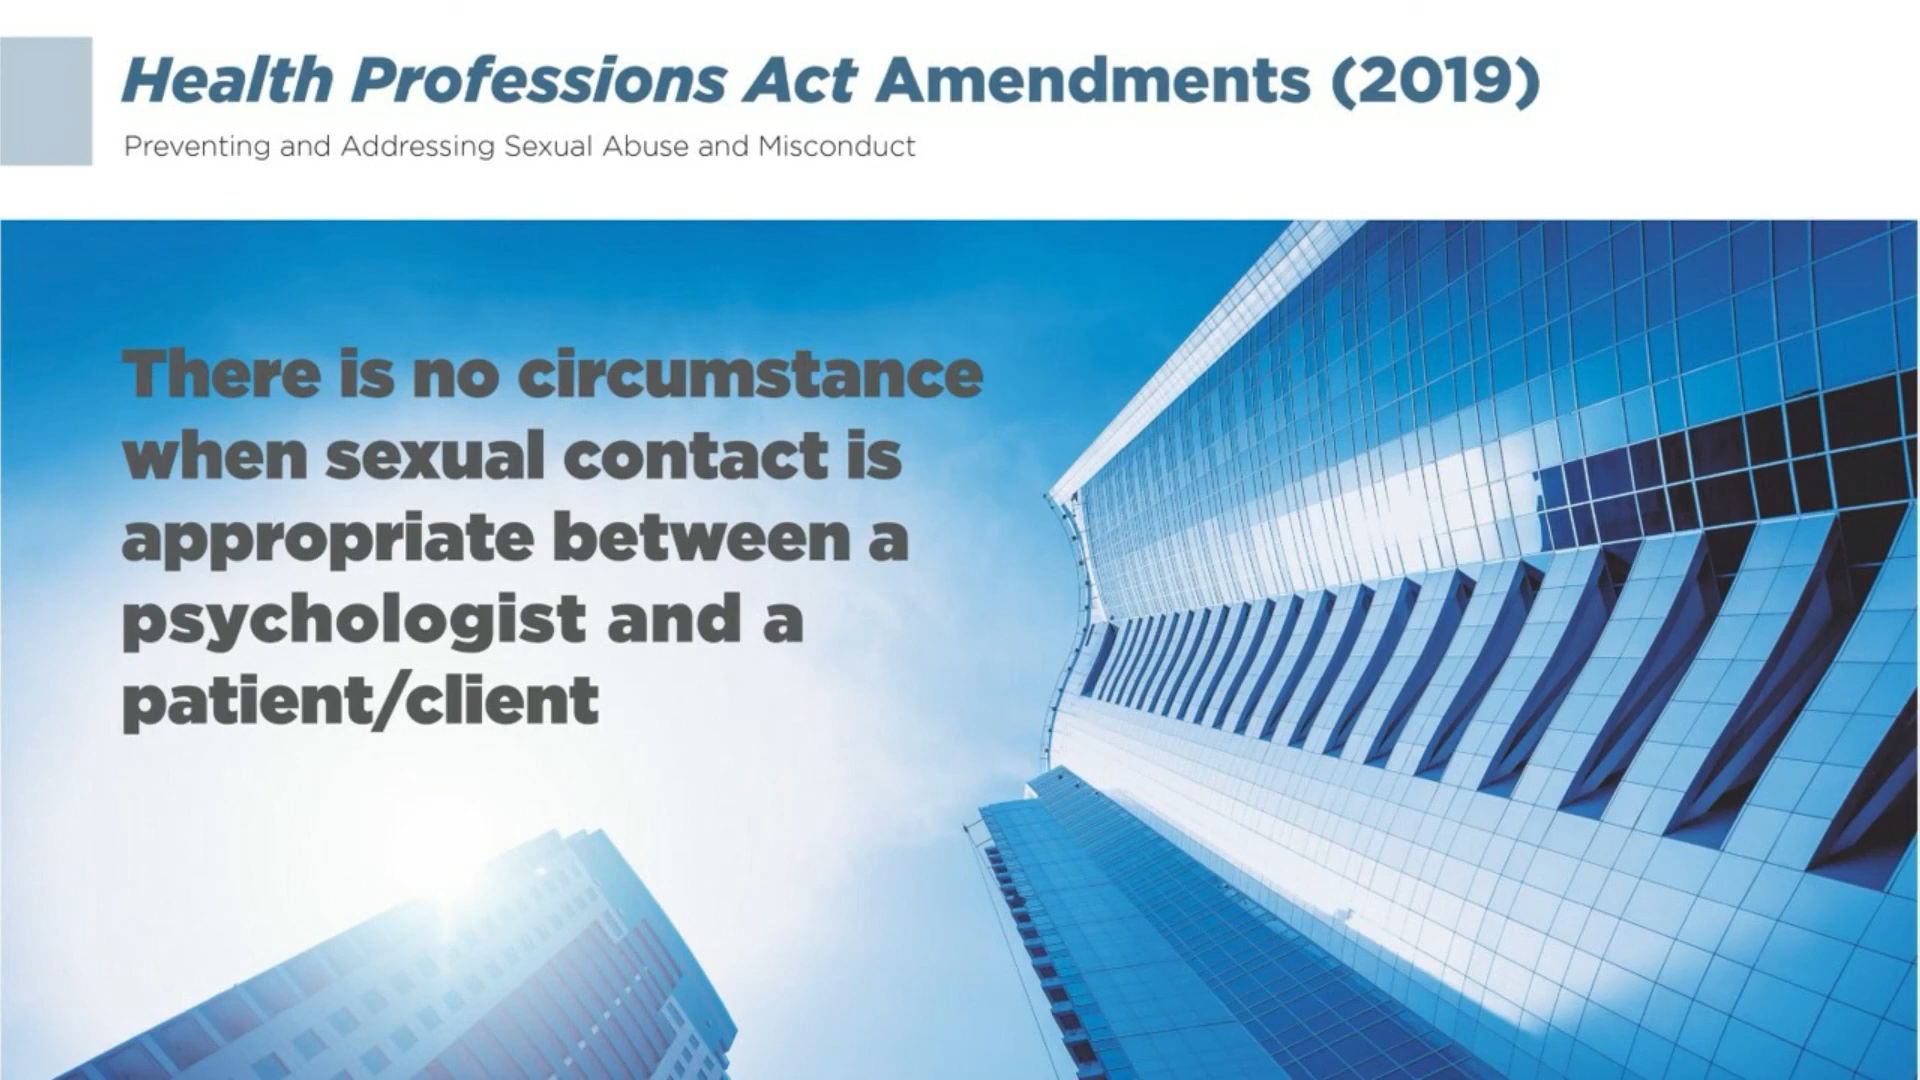 Health Professions Act Amendments (2019)
Preventing and Addressing Sexual Abuse and Misconduct
There is no circumstance
when sexual contact is
appropriate between a
psychologist and a
patient/client